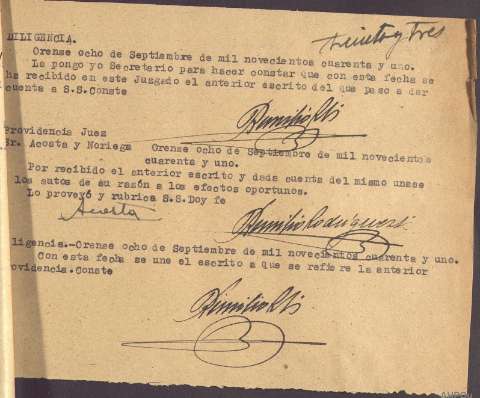 treinta y tres
DILIGENCIA.
Orense ocho de Septiembre de mil novecientos cuarenta y uno.
La pongo yo Secretario para hacer constar que con esta fecha se
ha recibido en este Juzgado el anterior escrito del que paso a dar
cuenta a S.S.Conste
Providencia Juez
Sr. Acosta y Noriega Orense ocho de Septiembre de mil novecientos
cuarenta y uno.
Por recibido el anterior escrito y dada cuenta del mismo unase
los autos de su razón a los efectos oportunos.
Lo proveyó y rubrica S.S.Doy fe
Acosta
Remilio Rodriguez
ligencia.-Orense ocho de Septiembre de mil novecientos cuarenta y uno.
Con esta fecha se une el escrito a que se refiere la anterior
ovidencia.Conste